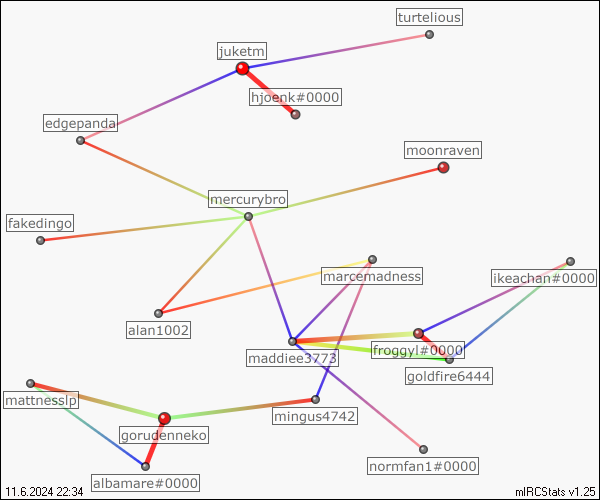 turtelious
juketm
hjoenk#0000
edgepanda
moonraven
mercurybro
fakedingo
marcemadness
ikeachan#0000
alan1002
maddiee3773
froggyl#0000
goldfire6444
mattnesslp
mingus4742
gorudenneko
normfan1#0000
albamare#0000
11.6.2024 22:34
mIRCStats v1.25